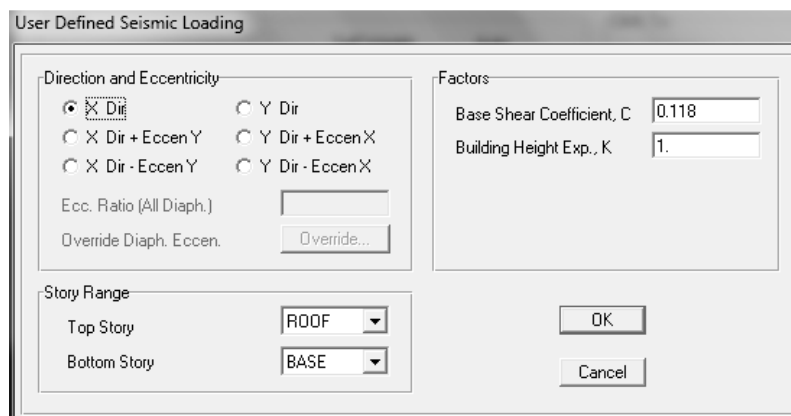 User Defined Seismic Loading
Direction and Eccentricity
X Dir
Y Dir
X Dir + Eccen Y
Y Dir + Eccen X
X Dir - Eccen Y
Y Dir - Eccen X
Ecc. Ratio (All Diaph.)
Override Diaph. Eccen.
Override...
Factors
Base Shear Coefficient, C
0.118
Building Height Exp., K
1.
Story Range
Top Story
ROOF
Bottom Story
BASE
OK
Cancel